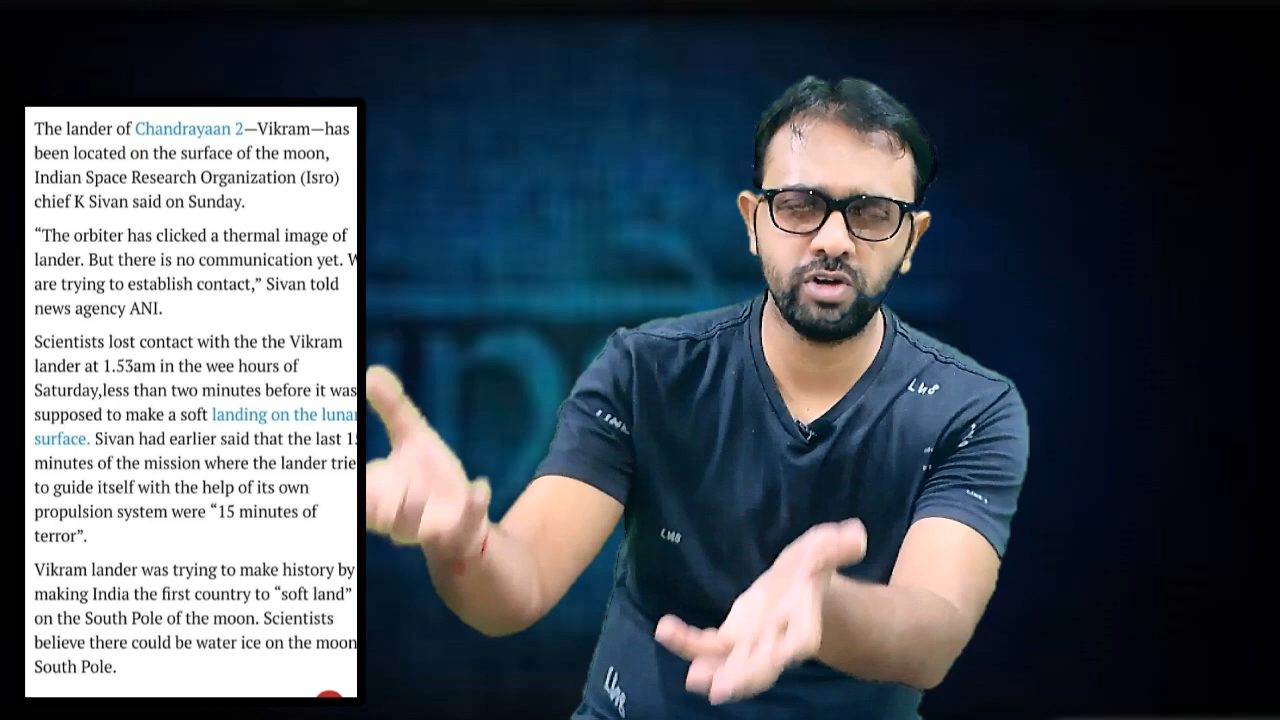 The lander of Chandrayaan 2—Vikram—has
been located on the surface of the moon,
Indian Space Research Organization (Isro)
chief K Sivan said on Sunday.
“The orbiter has clicked a thermal image of
lander. But there is no communication yet. W
are trying to establish contact,” Sivan told
news agency ANI.
Scientists lost contact with the the Vikram
lander at 1.53am in the wee hours of
Saturday,less than two minutes before it was
supposed to make a soft landing on the lunar
surface. Sivan had earlier said that the last 15
minutes of the mission where the lander trie
to guide itself with the help of its own
propulsion system were “15 minutes of
terror”.
Vikram lander was trying to make history by
making India the first country to “soft land”
on the South Pole of the moon. Scientists
believe there could be water ice on the moon
South Pole.